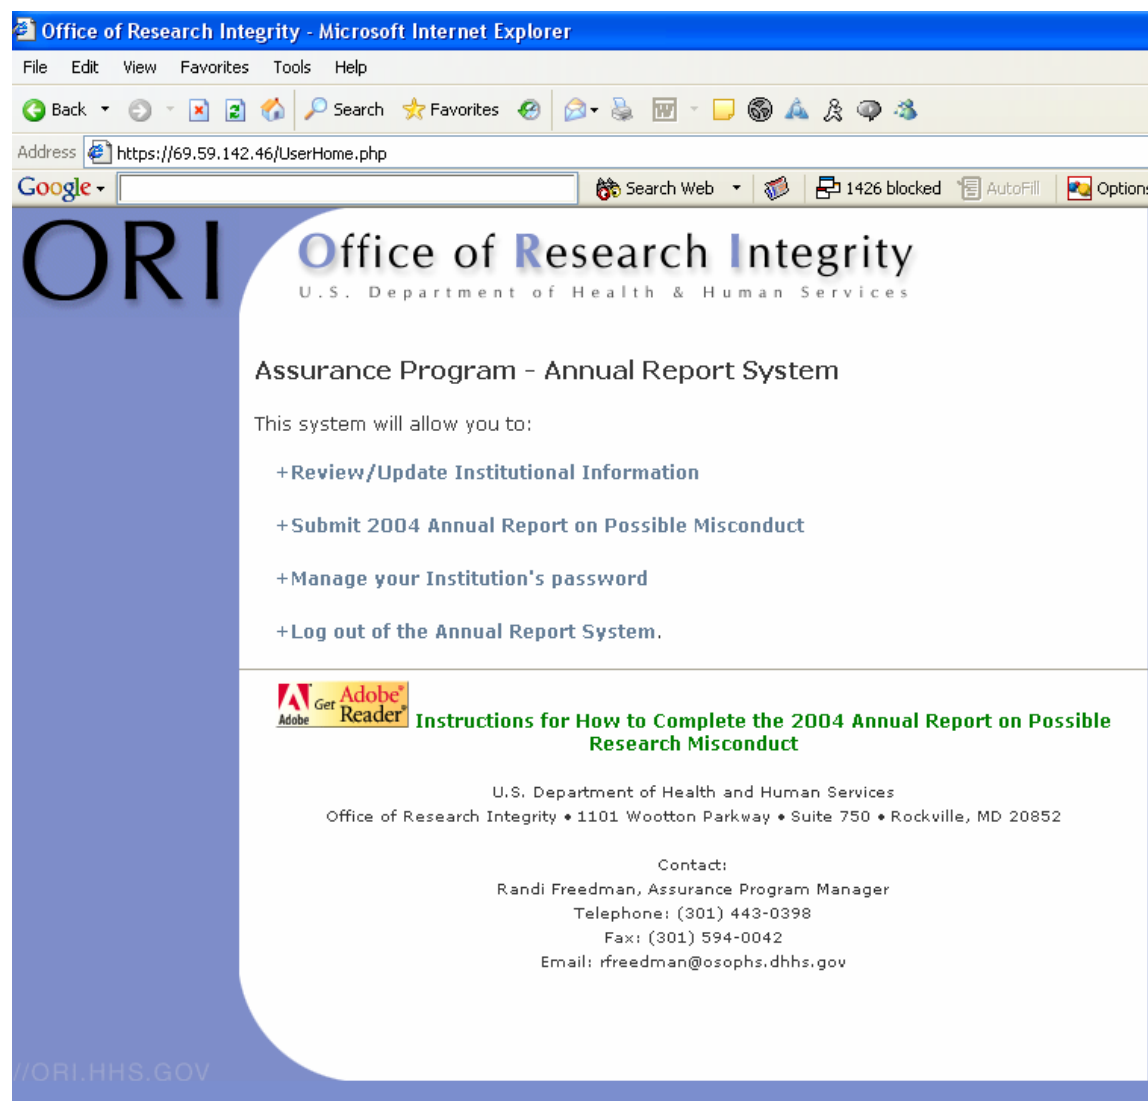 Office of Research Integrity - Microsoft Internet Explorer
File Edit View Favorites Tools Help
Back Search Favorites
Address https://69.59.142.46/UserHome.php
Google Search Web 1426 blocked AutoFill Options
ORI Office of Research Integrity
U.S. Department of Health & Human Services
Assurance Program - Annual Report System
This system will allow you to:
+Review/Update Institutional Information
+Submit 2004 Annual Report on Possible Misconduct
+Manage your Institution's password
+Log out of the Annual Report System.
Adobe Get Adobe® Reader®
Instructions for How to Complete the 2004 Annual Report on Possible
Research Misconduct
U.S. Department of Health and Human Services
Office of Research Integrity • 1101 Wootton Parkway • Suite 750 • Rockville, MD 20852
Contact:
Randi Freedman, Assurance Program Manager
Telephone: (301) 443-0398
Fax: (301) 594-0042
Email: rfreedman@osophs.dhhs.gov
//ORI.HHS.GOV